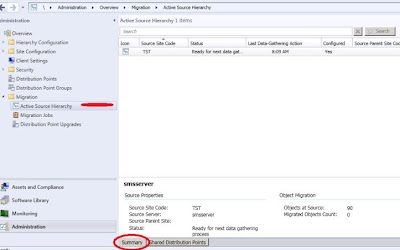 \ Administration Overview Migration Active Source Hierarchy
Administration
Overview
Hierarchy Configuration
Site Configuration
Client Settings
Security
Distribution Points
Distribution Point Groups
Migration
Active Source Hierarchy
Migration Jobs
Distribution Point Upgrades
Assets and Compliance
Software Library
Monitoring
Administration
Active Source Hierarchy 1 items
search
Search
Icon Source Site Code Status Last Data-Gathering Action Configured Source Parent Site Cod
TST Ready for next data gat... 8:09 AM Yes
smsserver
Source Properties
Source Site Code: TST
Source Server: smsserver
Source Parent Site:
Status: Ready for next data gathering process
Object Migration
Objects at Source: 90
Migrated Objects Count: 0
Summary Shared Distribution Points